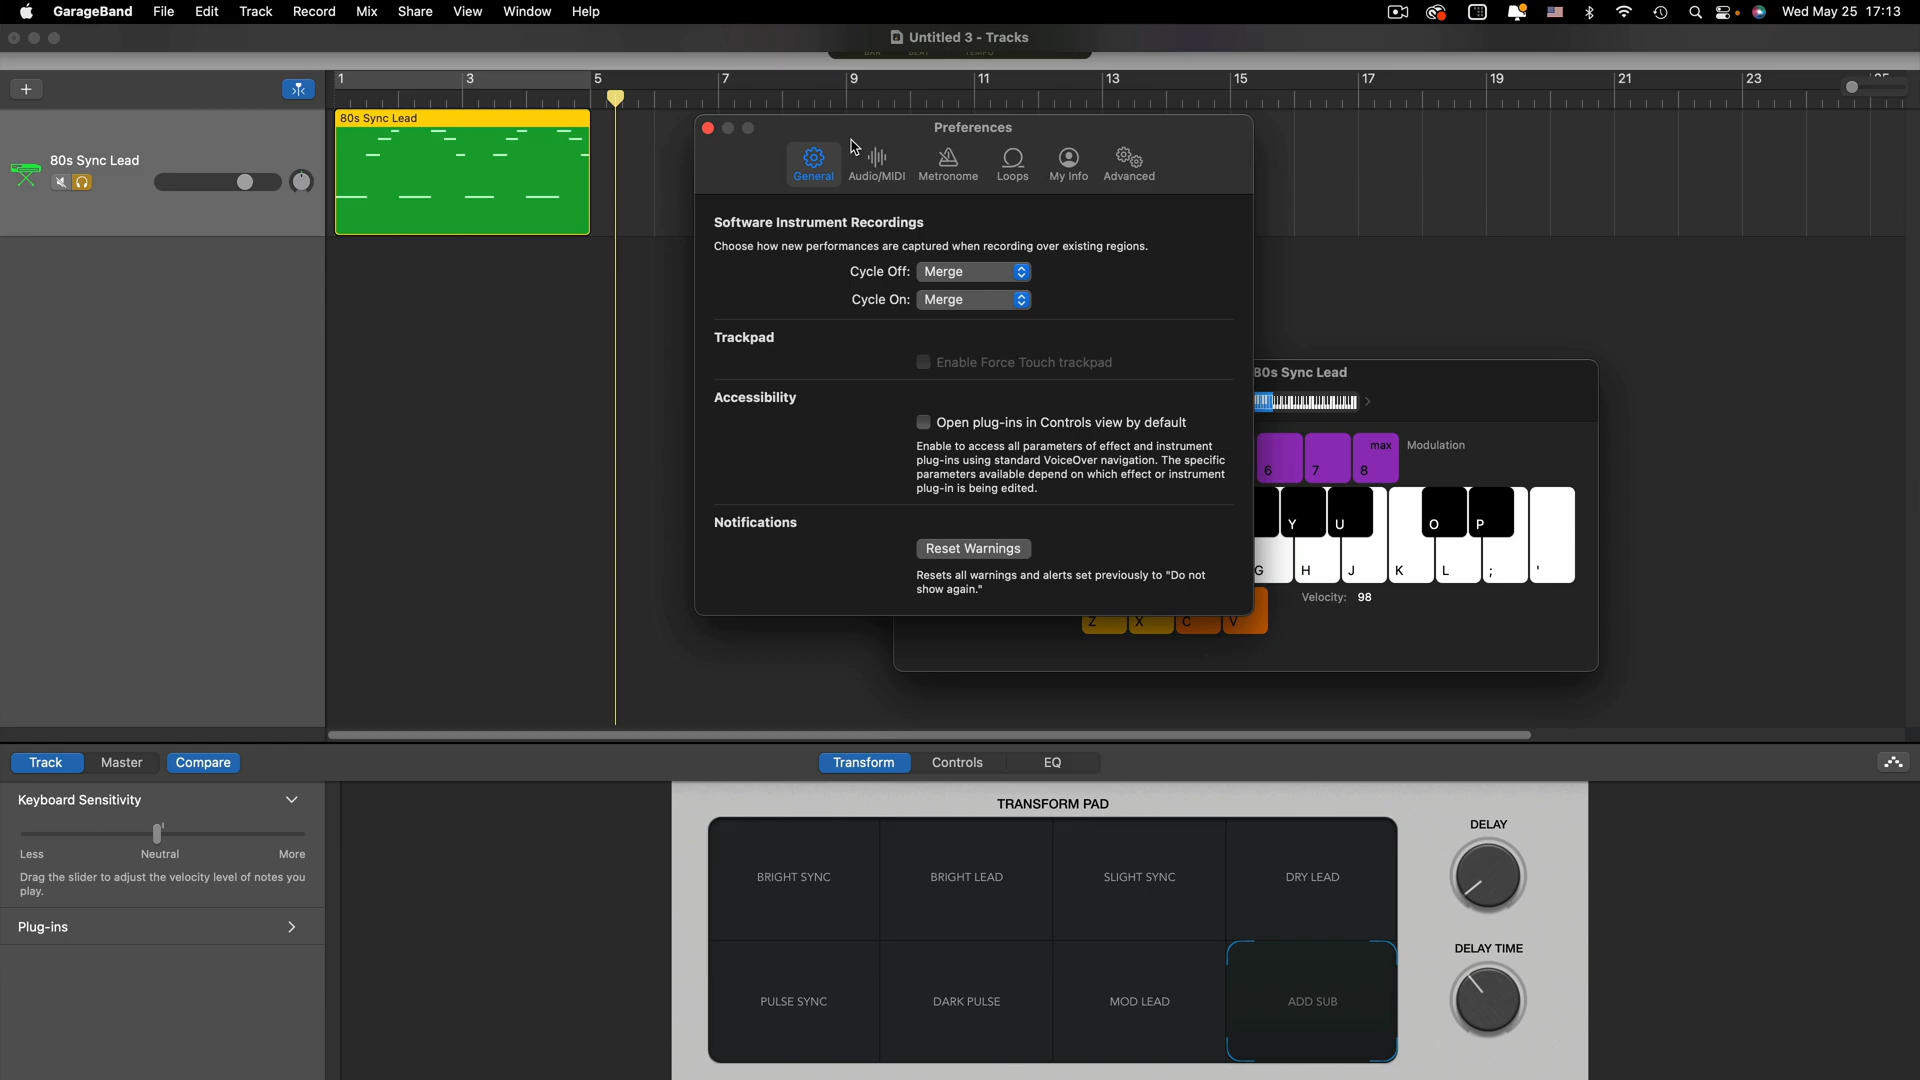 GarageBand File Edit Track Record Mix Share View Window Help Wed May 25 17:13
Untitled 3 - Tracks
1 3 5 7 9 11 13 15 17 19 21 23
80s Sync Lead
80s Sync Lead
Preferences
General Audio/MIDI Metronome Loops My Info Advanced
Software Instrument Recordings
Choose how new performances are captured when recording over existing regions.
Cycle Off: Merge
Cycle On: Merge
Trackpad
Enable Force Touch trackpad
Accessibility
Open plug-ins in Controls view by default
Enable to access all parameters of effect and instrument
plug-ins using standard VoiceOver navigation. The specific
parameters available depend on which effect or instrument
plug-in is being edited.
Notifications
Reset Warnings
Resets all warnings and alerts set previously to "Do not
show again."
80s Sync Lead
6 7 8 max Modulation
Y U O P
G H J K L ; '
Velocity: 98
Z X C V
Track Master Compare
Transform Controls EQ
Keyboard Sensitivity
Less Neutral More
Drag the slider to adjust the velocity level of notes you
play.
Plug-ins
TRANSFORM PAD
BRIGHT SYNC BRIGHT LEAD SLIGHT SYNC DRY LEAD
PULSE SYNC DARK PULSE MOD LEAD ADD SUB
DELAY
DELAY TIME